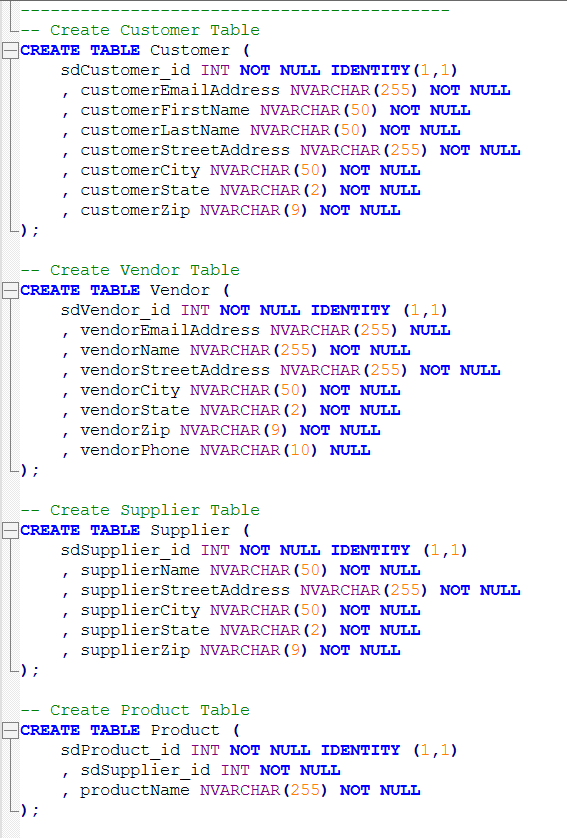 -------------------------------------------
-- Create Customer Table
CREATE TABLE Customer (
    sdCustomer_id INT NOT NULL IDENTITY(1,1)
    , customerEmailAddress NVARCHAR(255) NOT NULL
    , customerFirstName NVARCHAR(50) NOT NULL
    , customerLastName NVARCHAR(50) NOT NULL
    , customerStreetAddress NVARCHAR(255) NOT NULL
    , customerCity NVARCHAR(50) NOT NULL
    , customerState NVARCHAR(2) NOT NULL
    , customerZip NVARCHAR(9) NOT NULL
);
-- Create Vendor Table
CREATE TABLE Vendor (
    sdVendor_id INT NOT NULL IDENTITY (1,1)
    , vendorEmailAddress NVARCHAR(255) NULL
    , vendorName NVARCHAR(255) NOT NULL
    , vendorStreetAddress NVARCHAR(255) NOT NULL
    , vendorCity NVARCHAR(50) NOT NULL
    , vendorState NVARCHAR(2) NOT NULL
    , vendorZip NVARCHAR(9) NOT NULL
    , vendorPhone NVARCHAR(10) NULL
);
-- Create Supplier Table
CREATE TABLE Supplier (
    sdSupplier_id INT NOT NULL IDENTITY (1,1)
    , supplierName NVARCHAR(50) NOT NULL
    , supplierStreetAddress NVARCHAR(255) NOT NULL
    , supplierCity NVARCHAR(50) NOT NULL
    , supplierState NVARCHAR(2) NOT NULL
    , supplierZip NVARCHAR(9) NOT NULL
);
-- Create Product Table
CREATE TABLE Product (
    sdProduct_id INT NOT NULL IDENTITY (1,1)
    , sdSupplier_id INT NOT NULL
    , productName NVARCHAR(255) NOT NULL
);